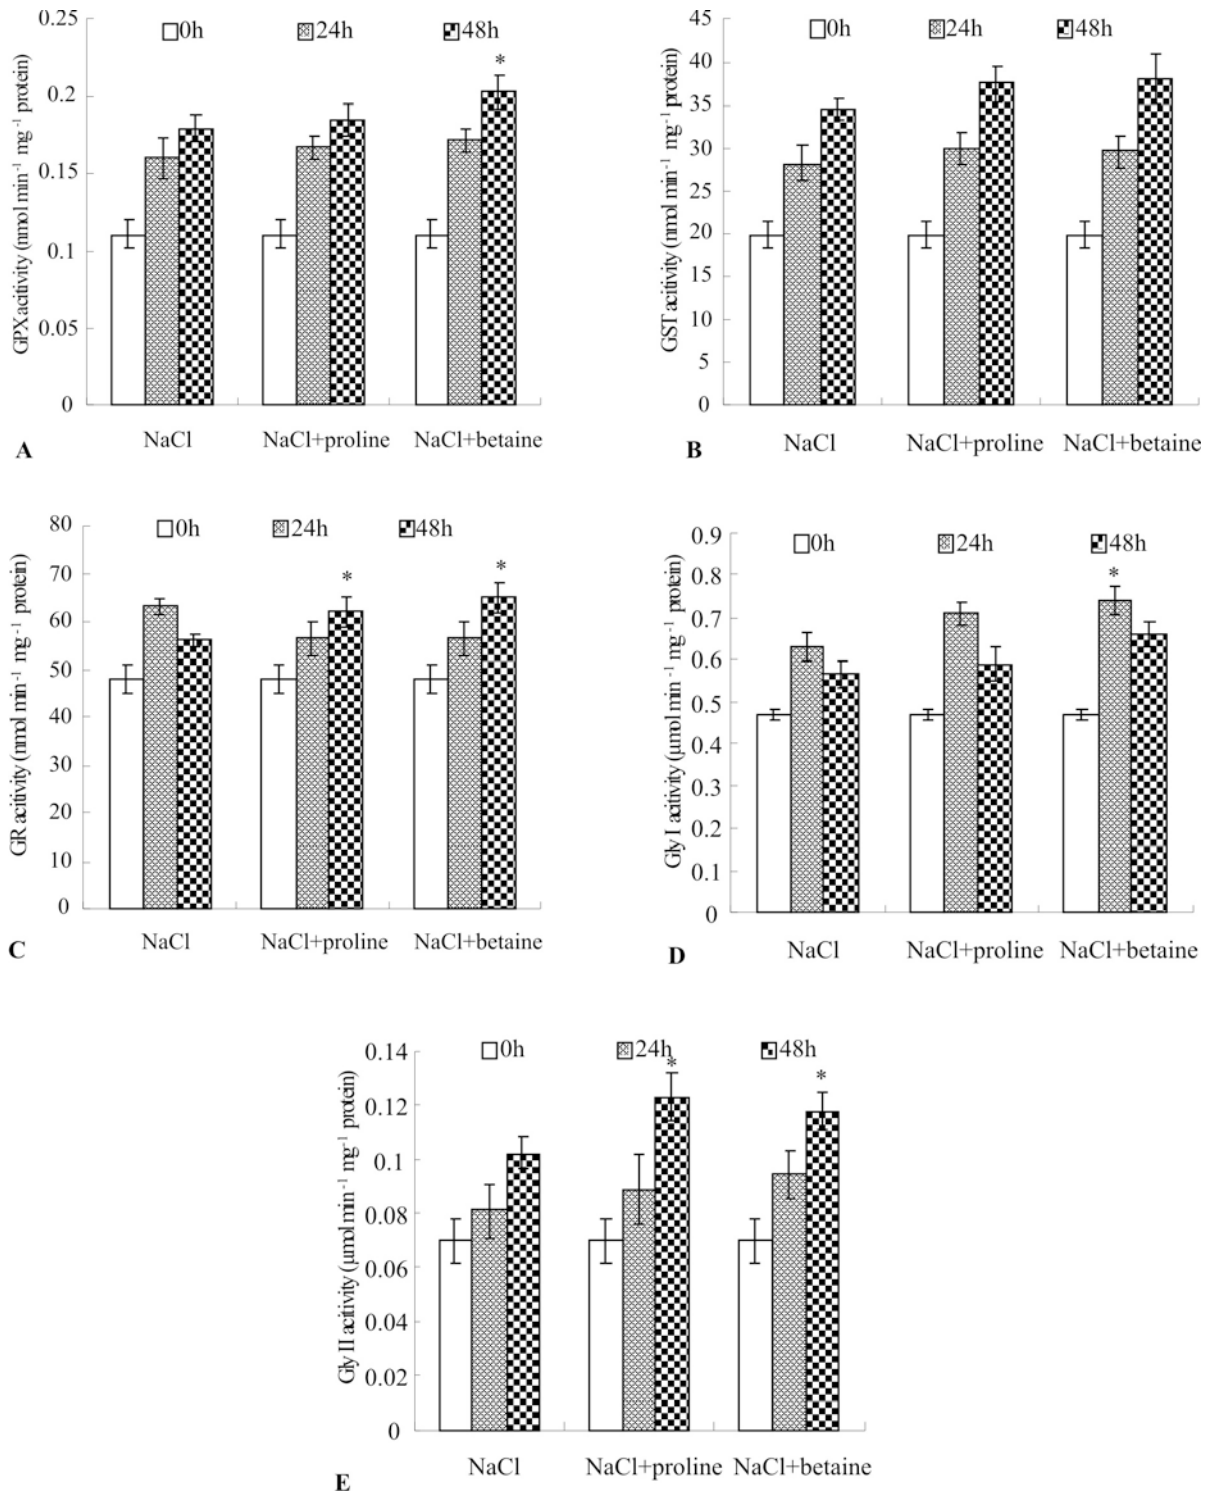 0.25
0.2
0.15
0.1
0.05
0
GPX acitivity (nmol min⁻¹ mg⁻¹ protein)
0h 24h 48h
*
NaCl NaCl+proline NaCl+betaine
A
45
40
35
30
25
20
15
10
5
0
GST acitivity (nmol min⁻¹ mg⁻¹ protein)
0h 24h 48h
NaCl NaCl+proline NaCl+betaine
B
80
70
60
50
40
30
20
10
0
GR acitivity (nmol min⁻¹ mg⁻¹ protein)
0h 24h 48h
* *
NaCl NaCl+proline NaCl+betaine
C
0.9
0.8
0.7
0.6
0.5
0.4
0.3
0.2
0.1
0
Gly I acitivity (μmol min⁻¹ mg⁻¹ protein)
0h 24h 48h
*
NaCl NaCl+proline NaCl+betaine
D
0.14
0.12
0.1
0.08
0.06
0.04
0.02
0
Gly II acitivity (μmol min⁻¹ mg⁻¹ protein)
0h 24h 48h
* *
NaCl NaCl+proline NaCl+betaine
E